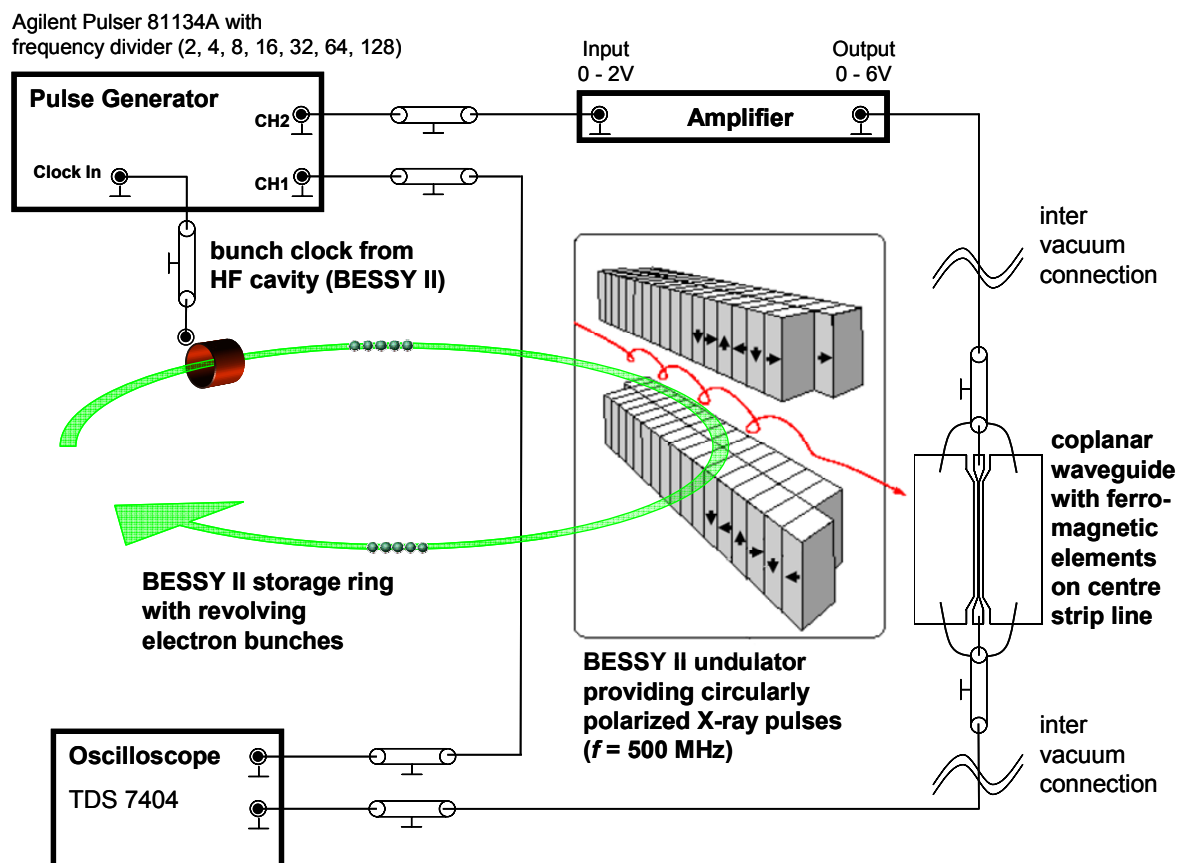 Agilent Pulser 81134A with
frequency divider (2, 4, 8, 16, 32, 64, 128)
Pulse Generator
CH2
Clock In
CH1
Input
0 - 2V
Output
0 - 6V
Amplifier
bunch clock from
HF cavity (BESSY II)
inter
vacuum
connection
coplanar
waveguide
with ferro-
magnetic
elements
on centre
strip line
BESSY II storage ring
with revolving
electron bunches
BESSY II undulator
providing circularly
polarized X-ray pulses
(f = 500 MHz)
inter
vacuum
connection
Oscilloscope
TDS 7404